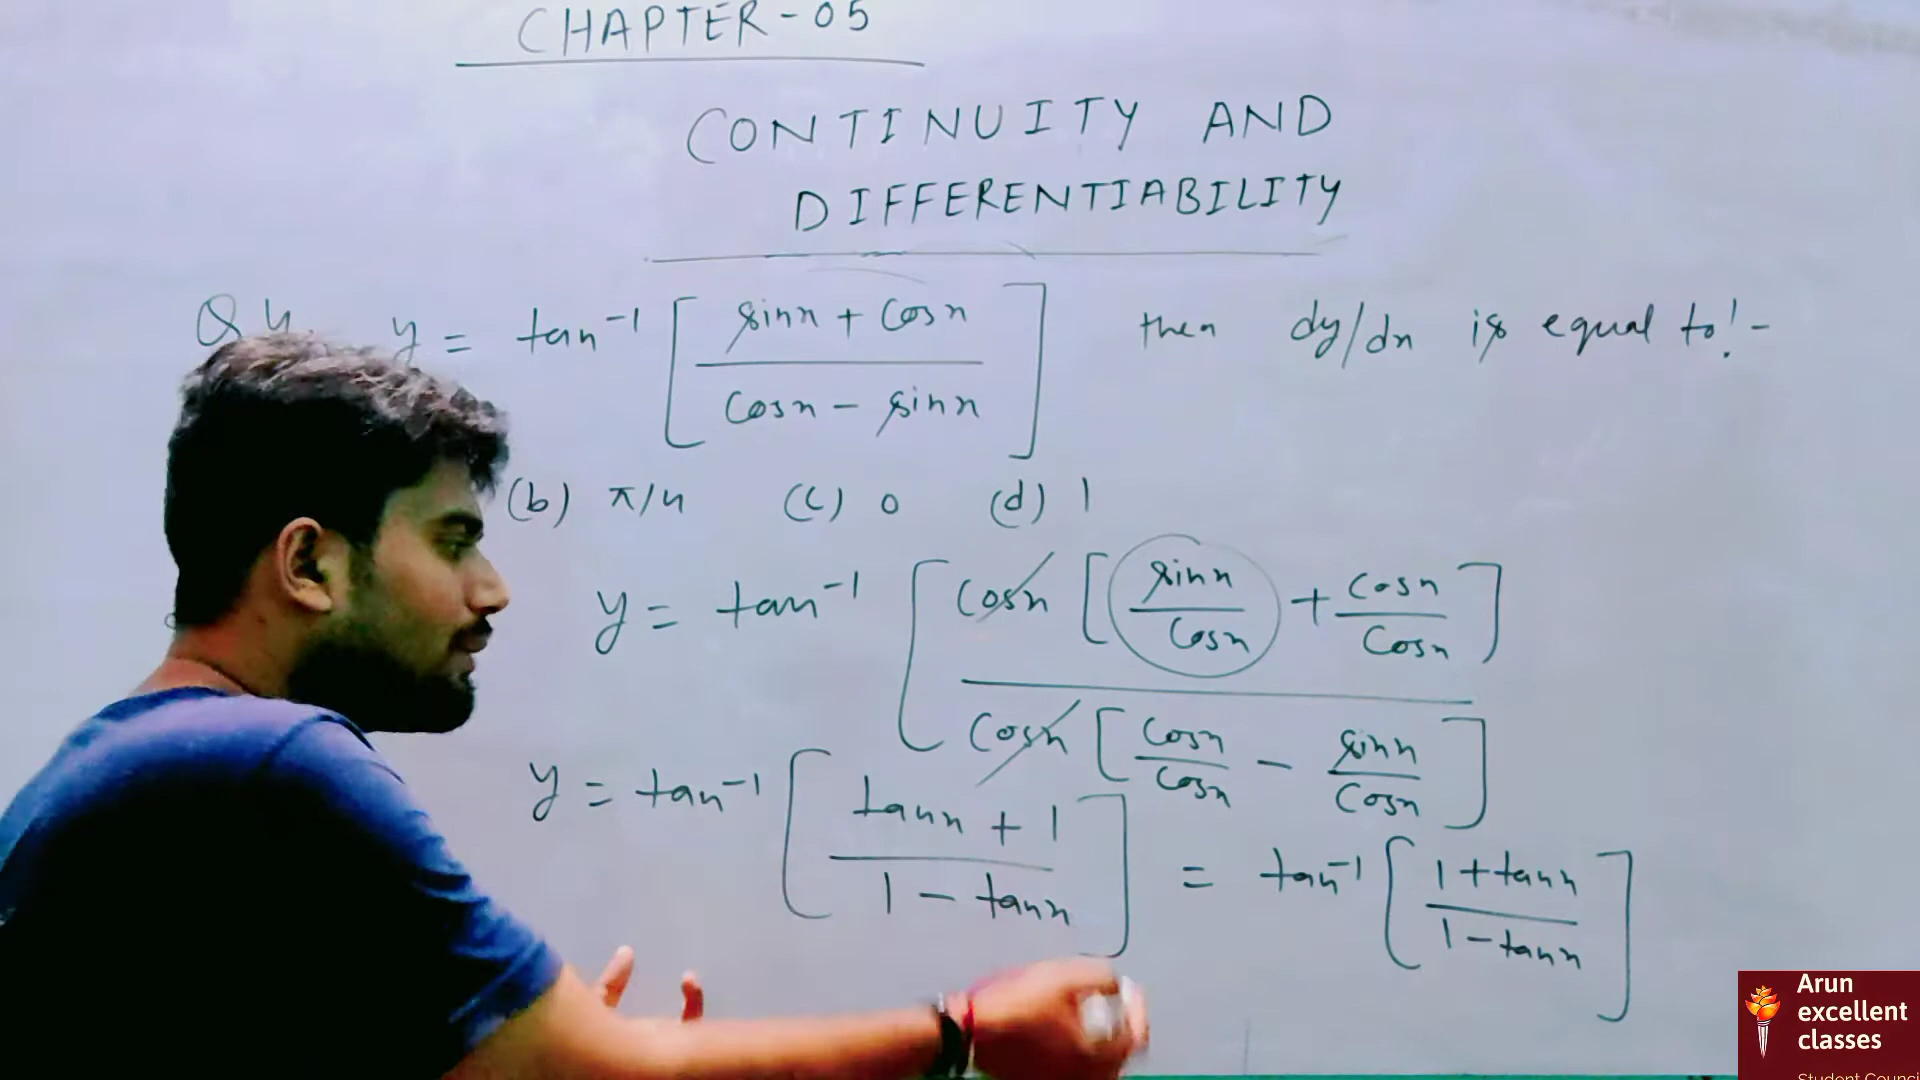 CHAPTER-05
CONTINUITY AND
DIFFERENTIABILITY
Q4. y = tan⁻¹ [ (sinx + cosx) / (cosx - sinx) ] then dy/dx is equal to:-
(b) π/4 (c) 0 (d) 1
y = tan⁻¹ [ cosx [ sinx/cosx + cosx/cosx ] / cosx [ cosx/cosx - sinx/cosx ] ]
y = tan⁻¹ [ (tanx + 1) / (1 - tanx) ] = tan⁻¹ [ (1 + tanx) / (1 - tanx) ]
Arun
excellent
classes